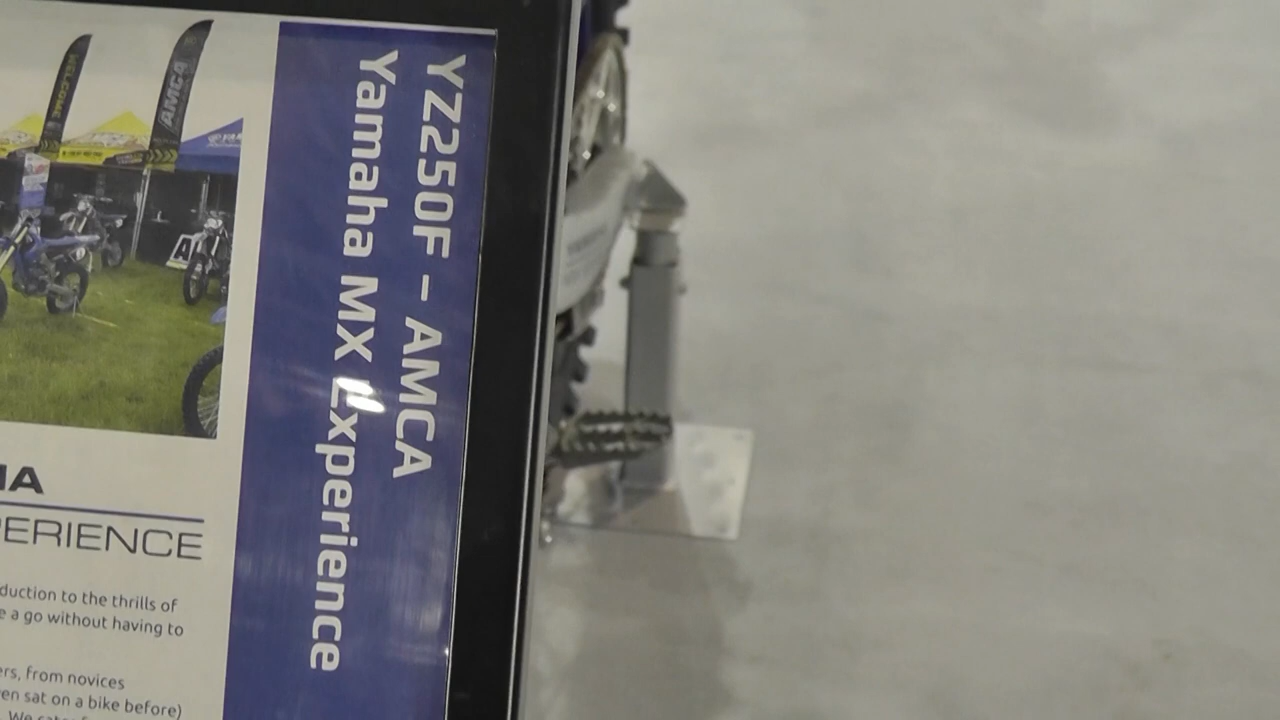 WELCOME
AMCA
YZ250F – AMCA
Yamaha MX Experience
PERIENCE
duction to the thrills of
e a go without having to
ers, from novices
en sat on a bike before)